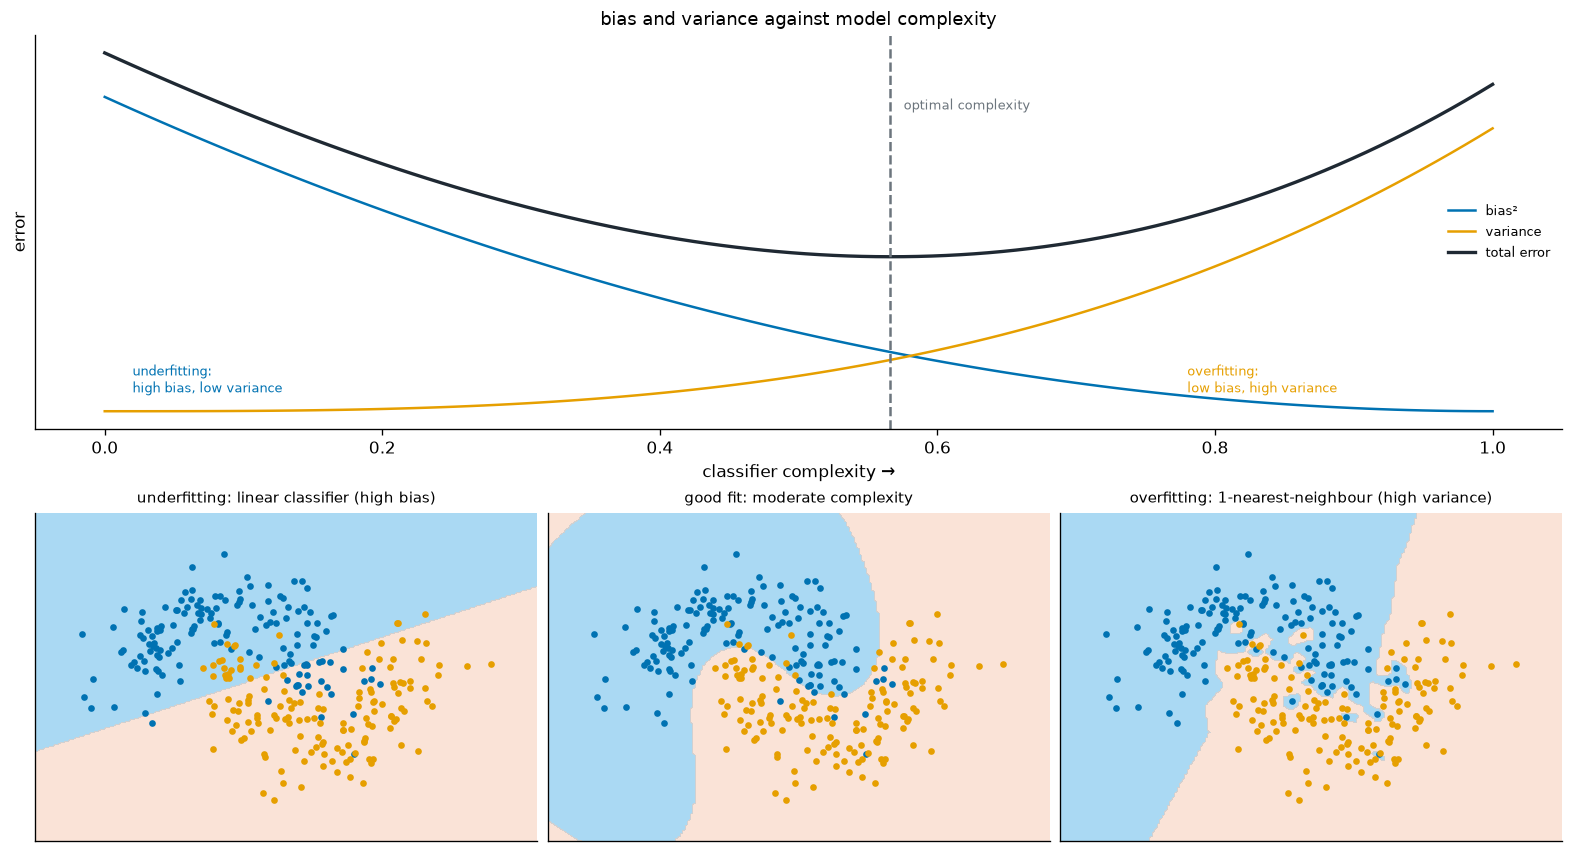 bias and variance against model complexity
error
optimal complexity
bias²
variance
total error
underfitting:
high bias, low variance
overfitting:
low bias, high variance
0.0 0.2 0.4 0.6 0.8 1.0
classifier complexity →
underfitting: linear classifier (high bias)
good fit: moderate complexity
overfitting: 1-nearest-neighbour (high variance)